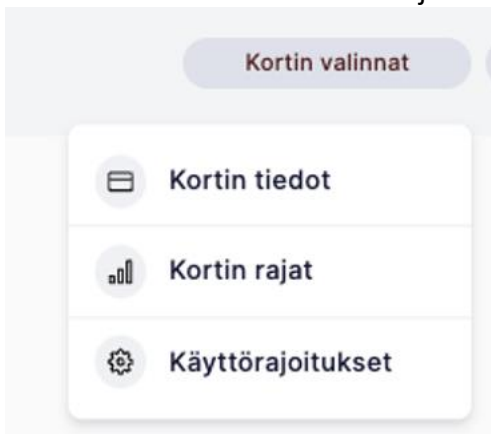 Kortin valinnat
Kortin tiedot
Kortin rajat
Käyttörajoitukset